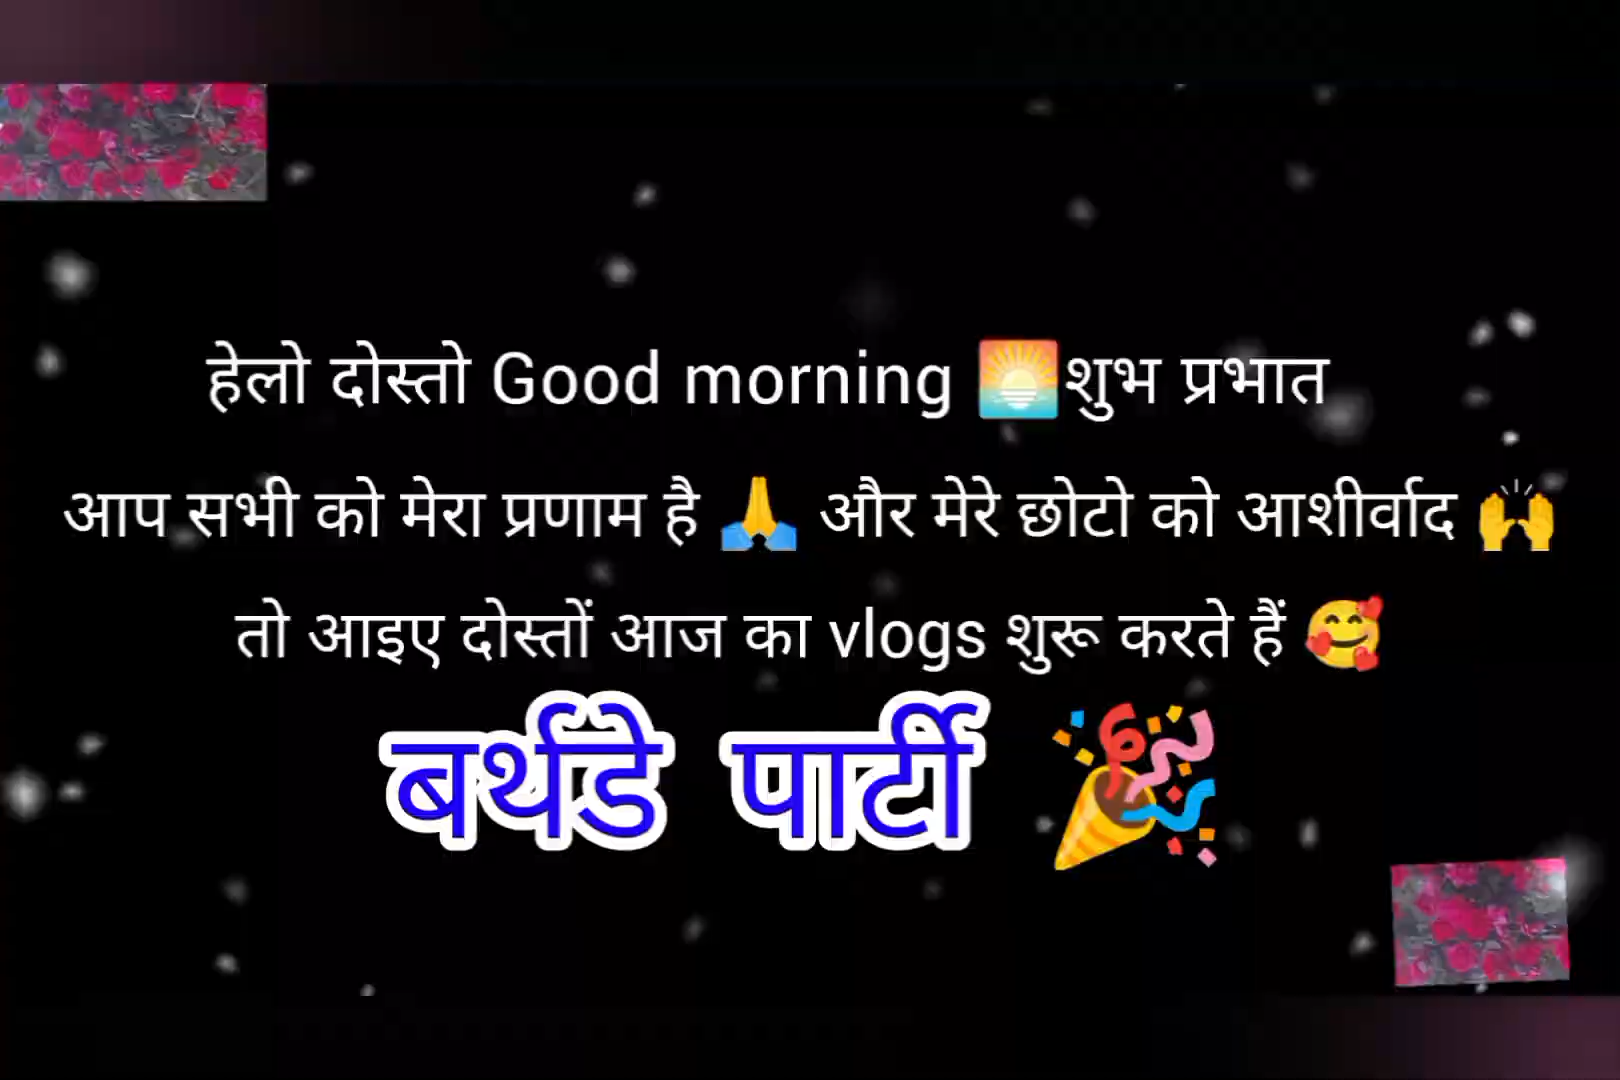 हेलो दोस्तो Good morning 🌅शुभ प्रभात
आप सभी को मेरा प्रणाम है 🙏 और मेरे छोटो को आशीर्वाद 🙌
तो आइए दोस्तों आज का vlogs शुरू करते हैं 🥰
बर्थडे पार्टी 🎉